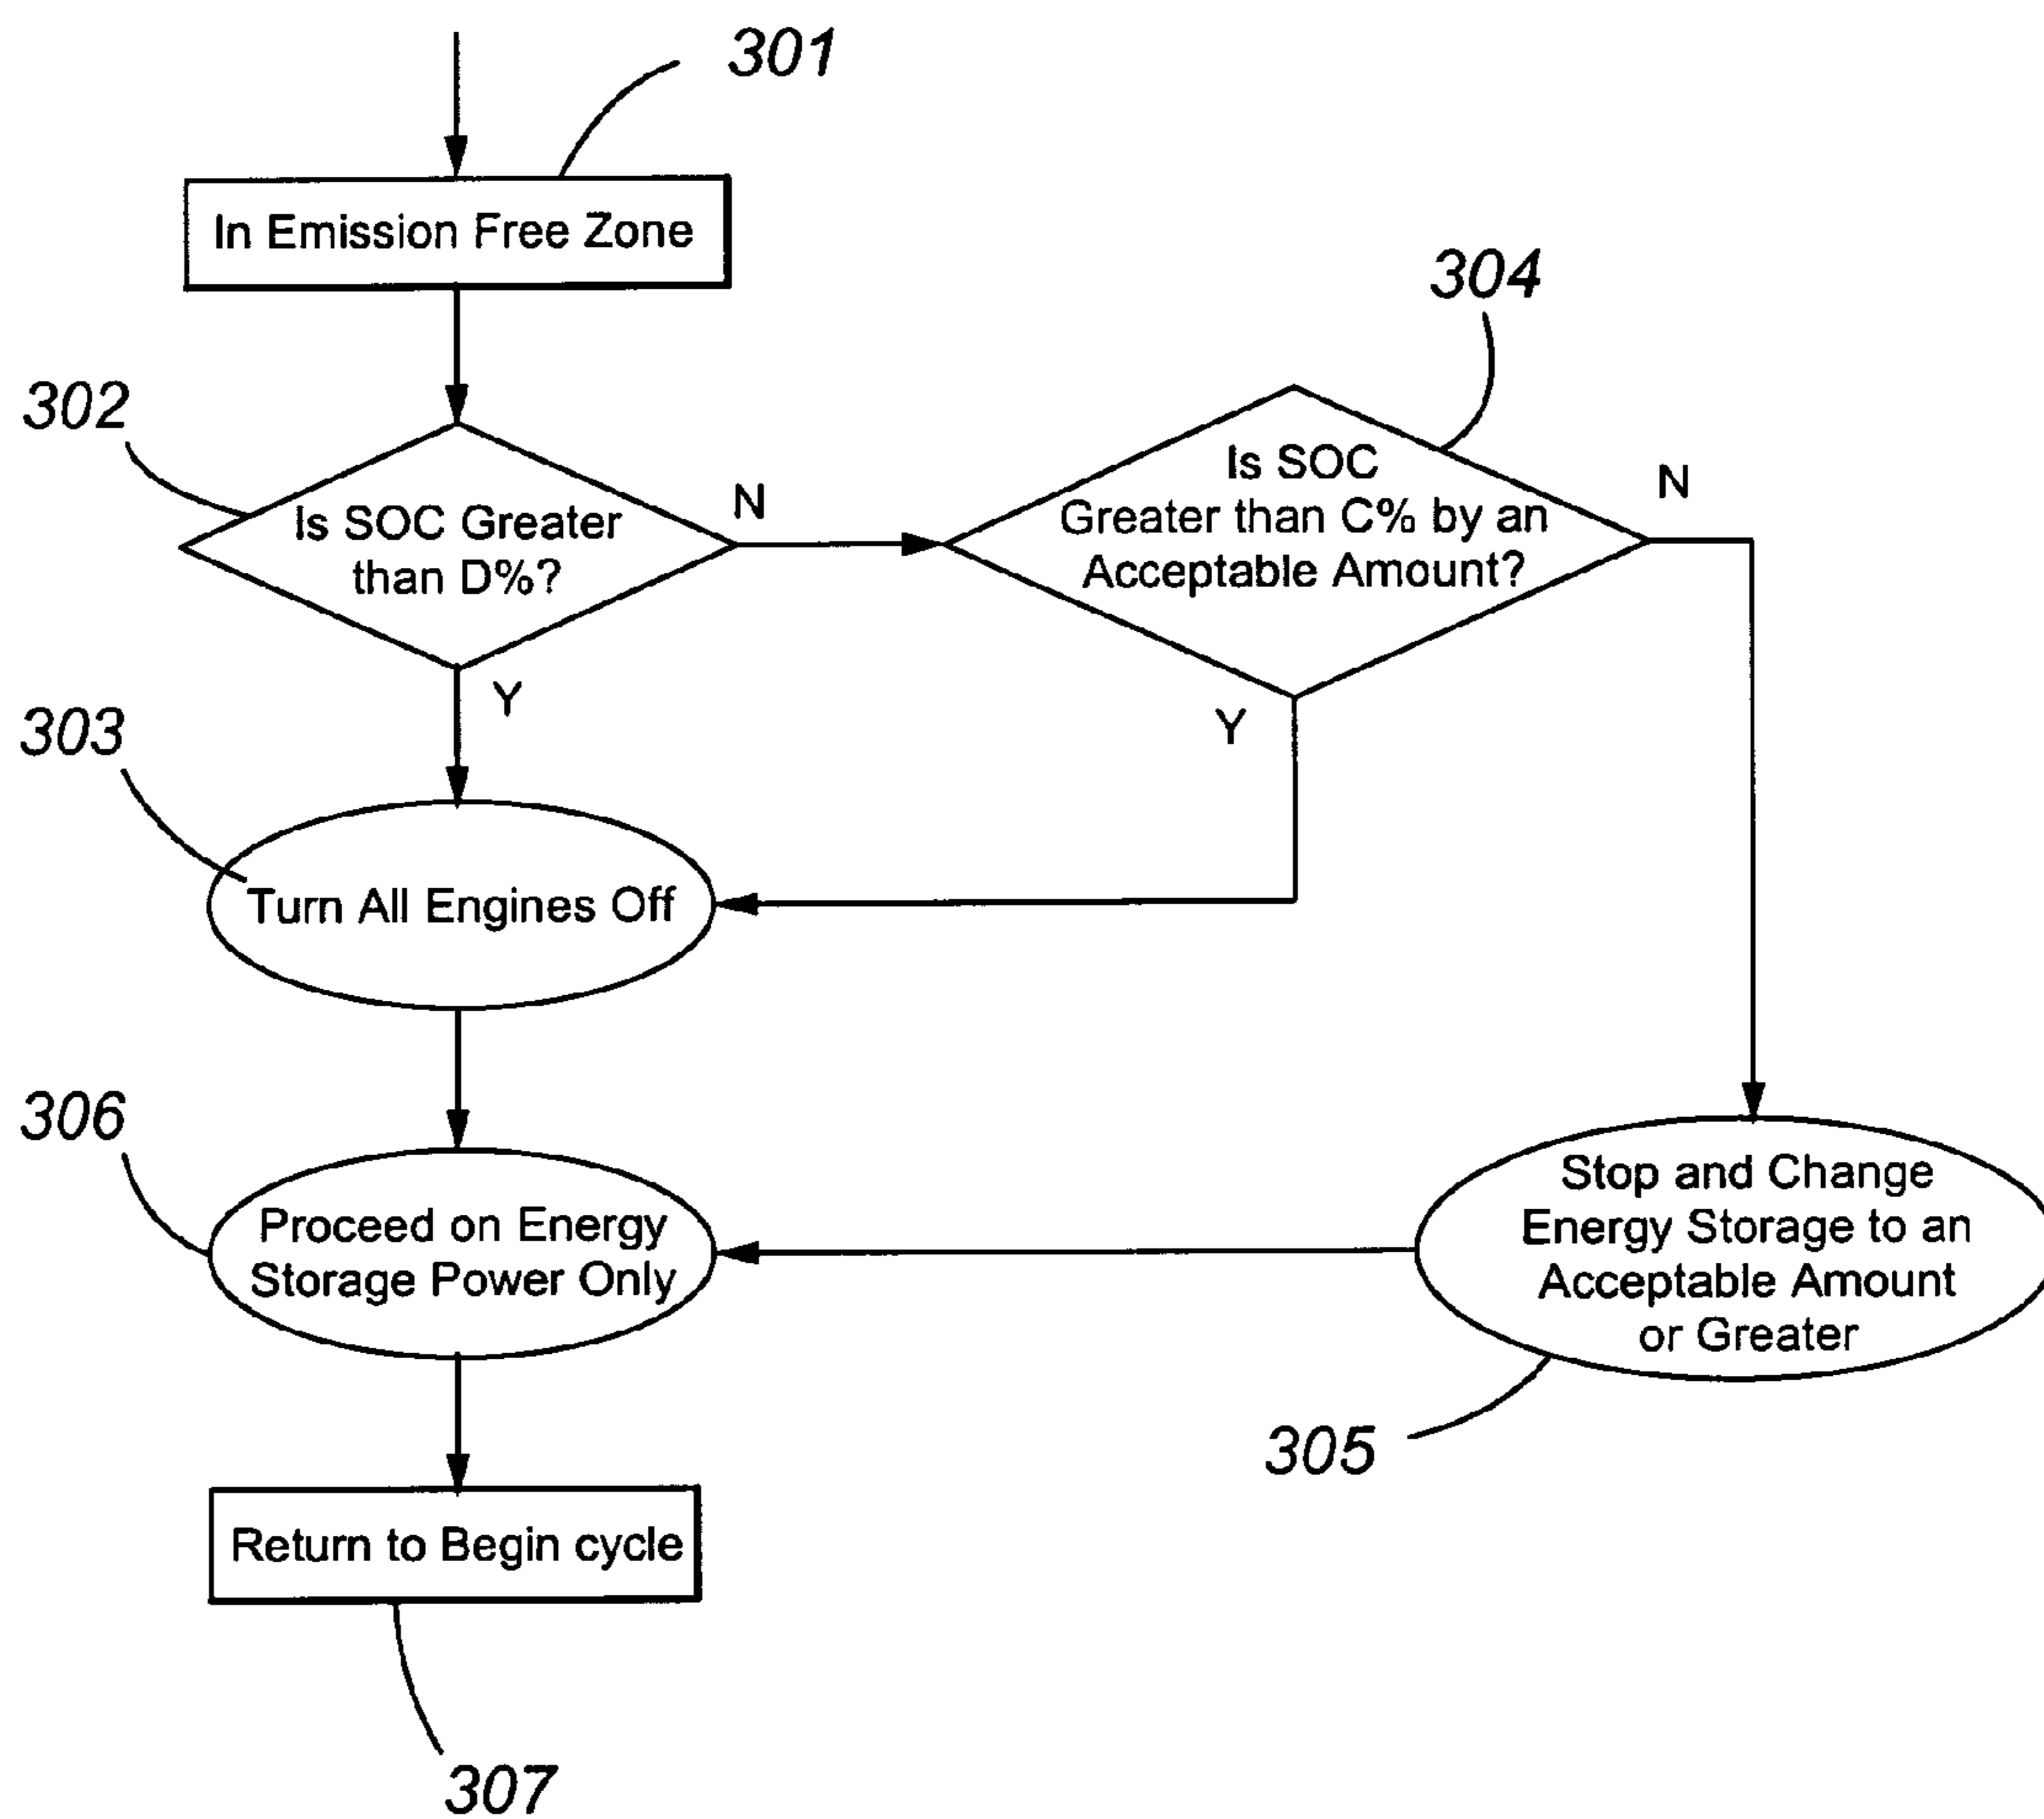 301
In Emission Free Zone
304
302
Is SOC Greater
than D%?
N
Is SOC
Greater than C% by an
Acceptable Amount?
N
Y
Y
303
Turn All Engines Off
306
Proceed on Energy
Storage Power Only
Stop and Change
Energy Storage to an
Acceptable Amount
or Greater
305
Return to Begin cycle
307